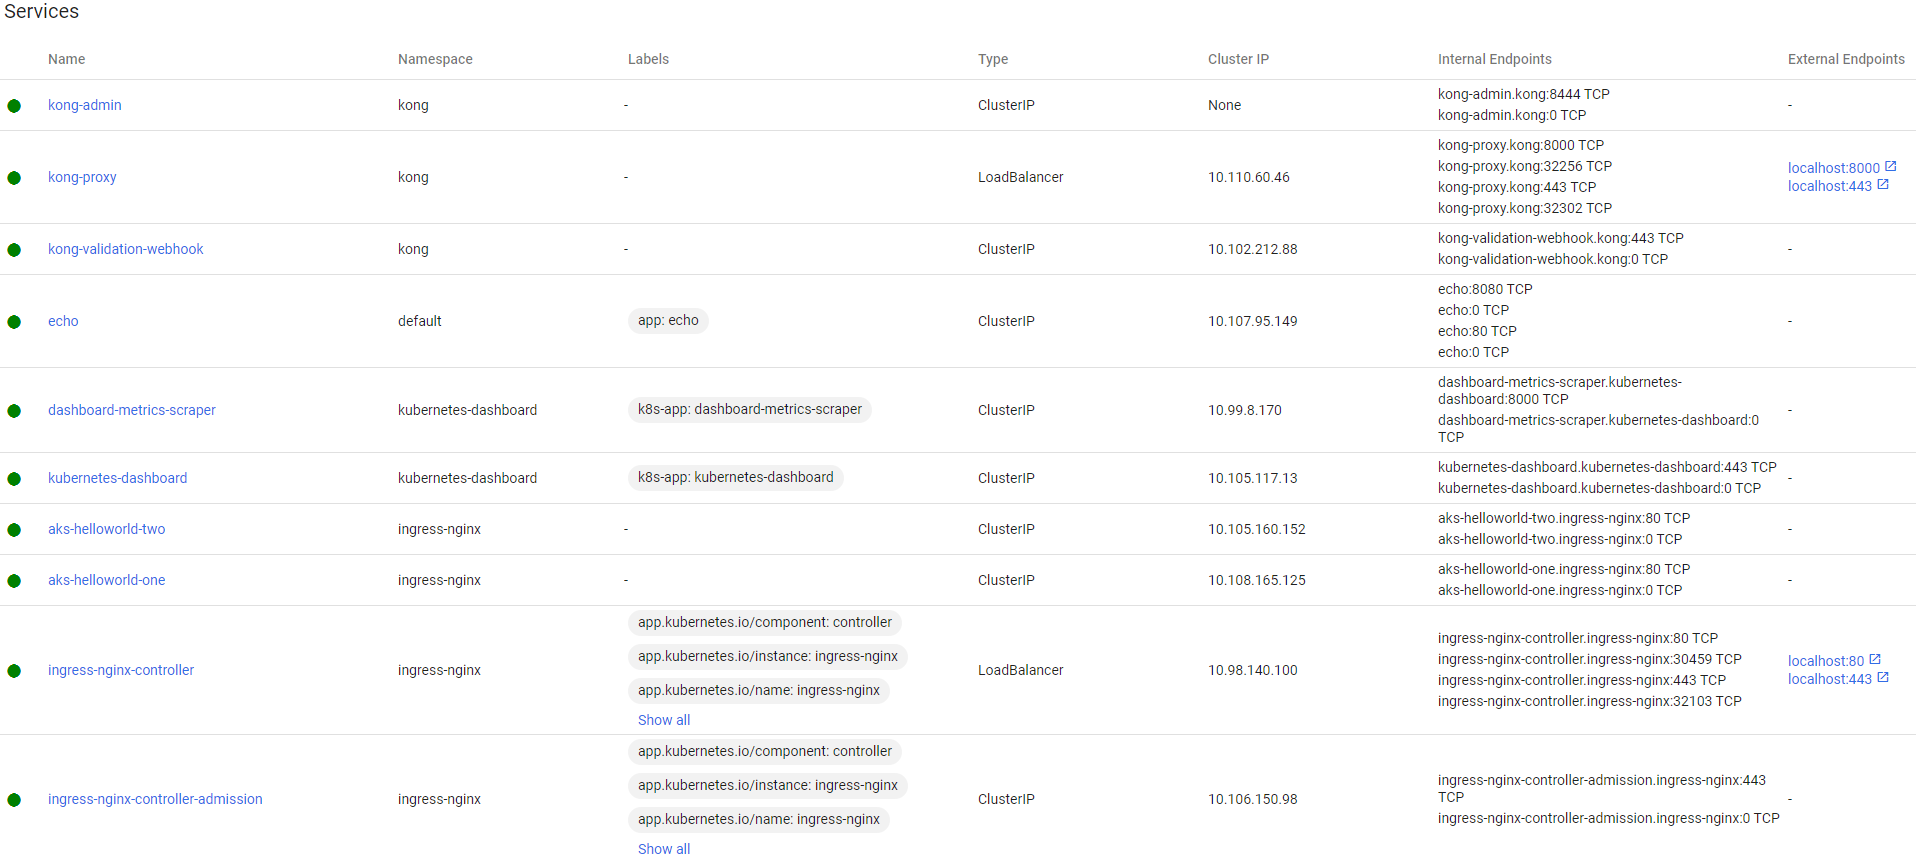 Services
Name Namespace Labels Type Cluster IP Internal Endpoints External Endpoints
kong-admin kong - ClusterIP None kong-admin.kong:8444 TCP -
kong-admin.kong:0 TCP
kong-proxy kong - LoadBalancer 10.110.60.46 kong-proxy.kong:8000 TCP localhost:8000
kong-proxy.kong:32256 TCP localhost:443
kong-proxy.kong:443 TCP
kong-proxy.kong:32302 TCP
kong-validation-webhook kong - ClusterIP 10.102.212.88 kong-validation-webhook.kong:443 TCP -
kong-validation-webhook.kong:0 TCP
echo default app: echo ClusterIP 10.107.95.149 echo:8080 TCP -
echo:0 TCP
echo:80 TCP
echo:0 TCP
dashboard-metrics-scraper kubernetes-dashboard k8s-app: dashboard-metrics-scraper ClusterIP 10.99.8.170 dashboard-metrics-scraper.kubernetes- -
dashboard:8000 TCP
dashboard-metrics-scraper.kubernetes-dashboard:0
TCP
kubernetes-dashboard kubernetes-dashboard k8s-app: kubernetes-dashboard ClusterIP 10.105.117.13 kubernetes-dashboard.kubernetes-dashboard:443 TCP -
kubernetes-dashboard.kubernetes-dashboard:0 TCP
aks-helloworld-two ingress-nginx - ClusterIP 10.105.160.152 aks-helloworld-two.ingress-nginx:80 TCP -
aks-helloworld-two.ingress-nginx:0 TCP
aks-helloworld-one ingress-nginx - ClusterIP 10.108.165.125 aks-helloworld-one.ingress-nginx:80 TCP -
aks-helloworld-one.ingress-nginx:0 TCP
ingress-nginx-controller ingress-nginx app.kubernetes.io/component: controller LoadBalancer 10.98.140.100 ingress-nginx-controller.ingress-nginx:80 TCP localhost:80
app.kubernetes.io/instance: ingress-nginx ingress-nginx-controller.ingress-nginx:30459 TCP localhost:443
app.kubernetes.io/name: ingress-nginx ingress-nginx-controller.ingress-nginx:443 TCP
Show all ingress-nginx-controller.ingress-nginx:32103 TCP
ingress-nginx-controller-admission ingress-nginx app.kubernetes.io/component: controller ClusterIP 10.106.150.98 ingress-nginx-controller-admission.ingress-nginx:443 -
app.kubernetes.io/instance: ingress-nginx TCP
app.kubernetes.io/name: ingress-nginx ingress-nginx-controller-admission.ingress-nginx:0 TCP
Show all